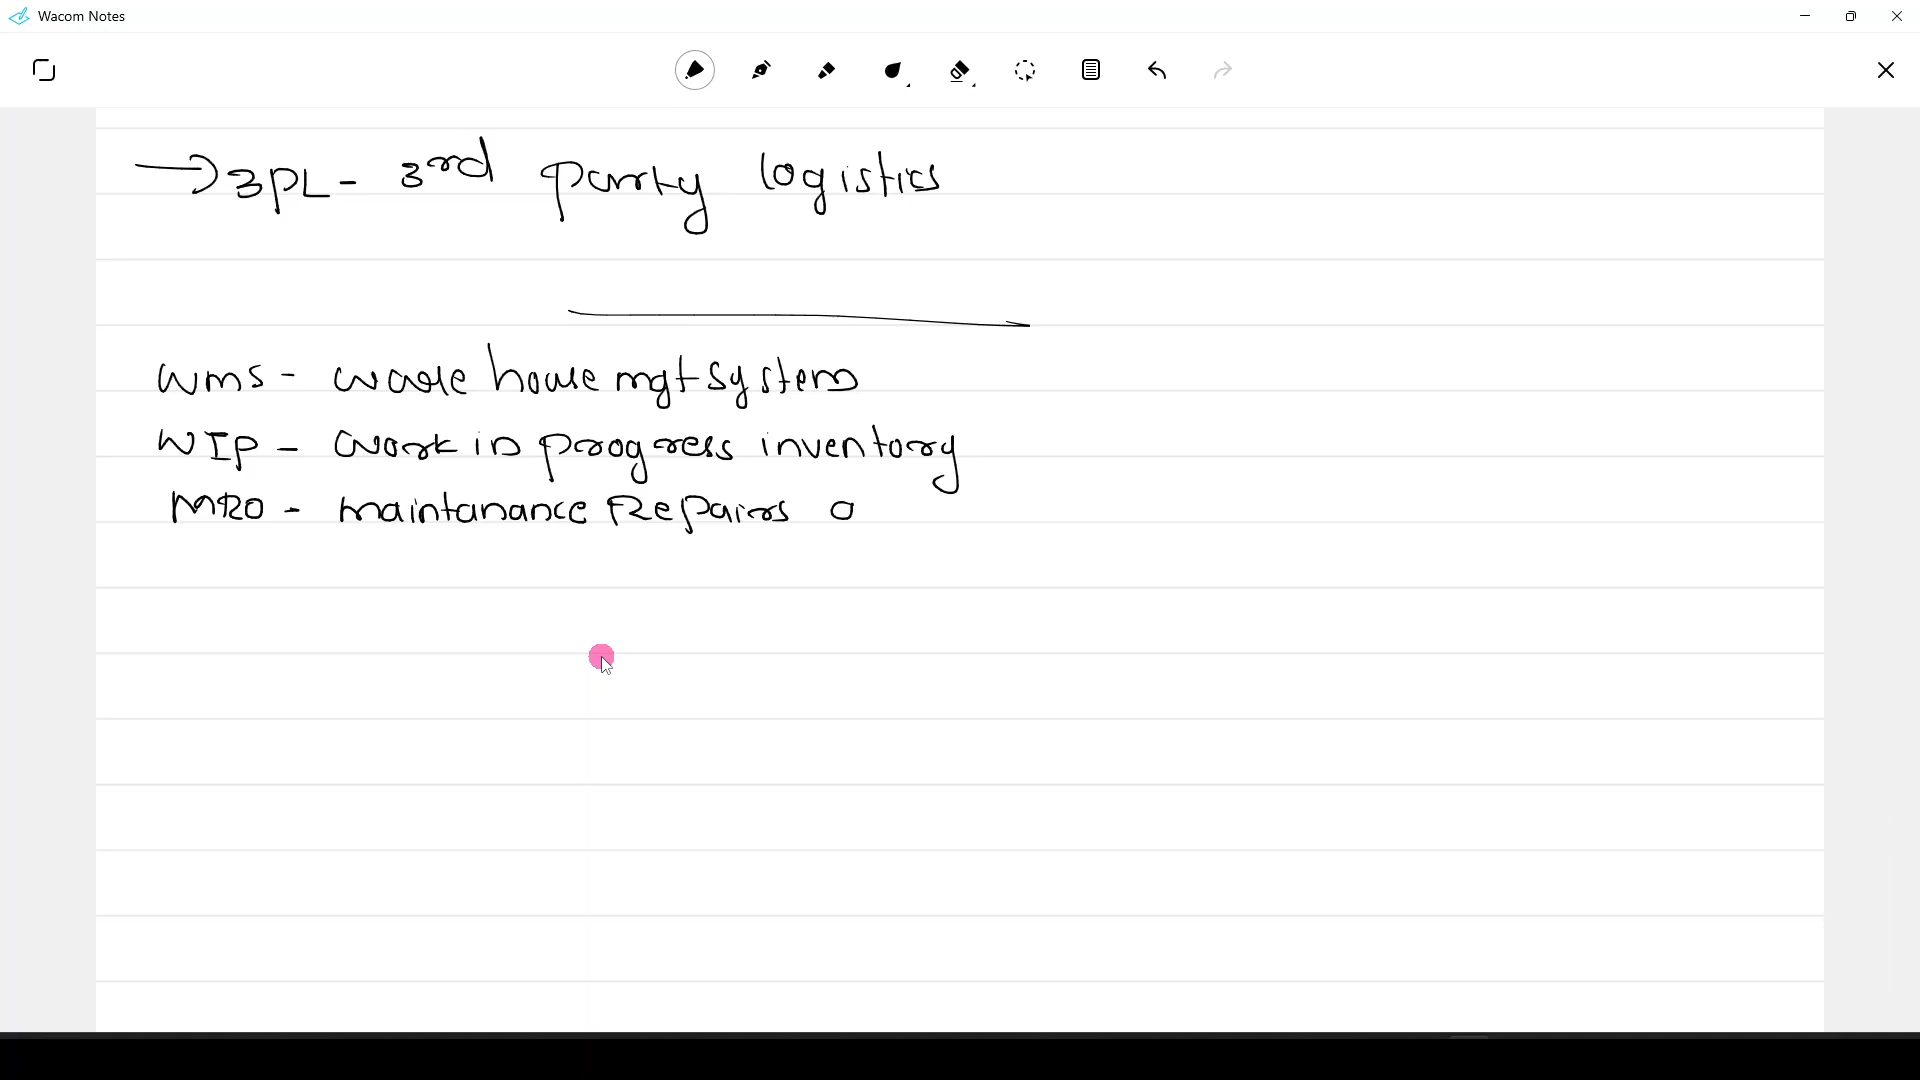 Wacom Notes
→ 3PL - 3rd party logistics
WMS - ware house mgt system
WIP - work in progress inventory
MRO - maintanance Repairs o